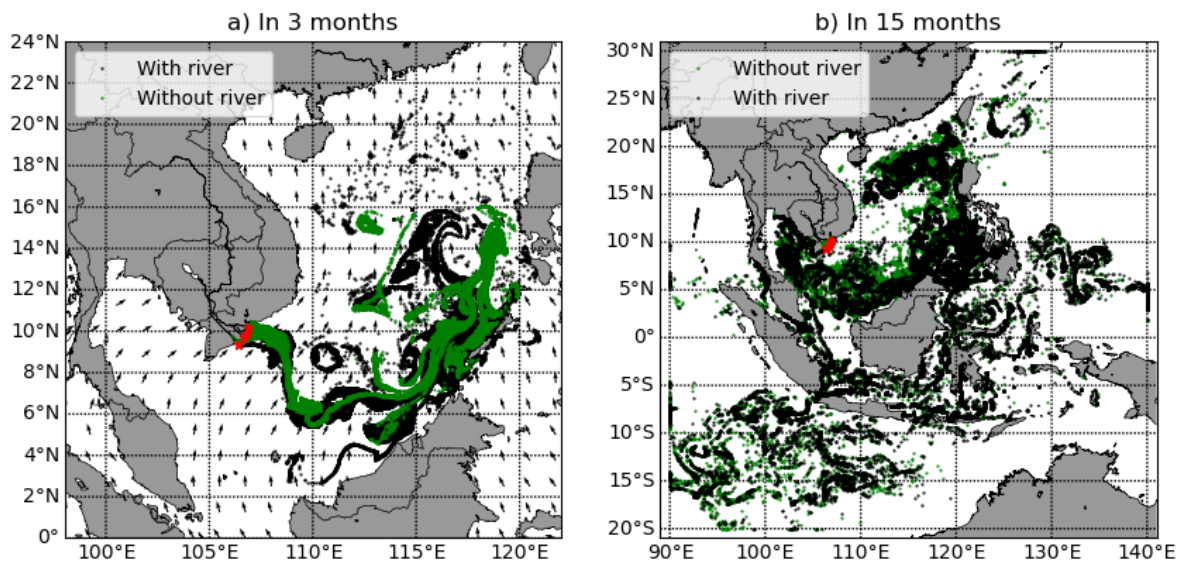 a) In 3 months
24°N
22°N
20°N
18°N
16°N
14°N
12°N
10°N
8°N
6°N
4°N
2°N
0°
100°E
105°E
110°E
115°E
120°E
With river
Without river
b) In 15 months
30°N
25°N
20°N
15°N
10°N
5°N
0°
5°S
10°S
15°S
20°S
90°E
100°E
110°E
120°E
130°E
140°E
Without river
With river